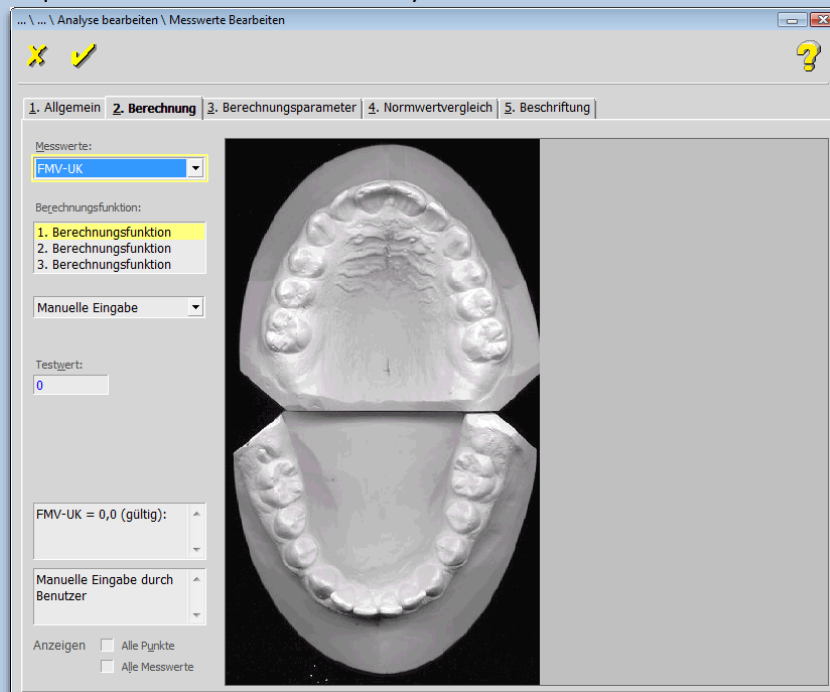 ... \ ... \ Analyse bearbeiten \ Messwerte Bearbeiten
1. Allgemein 2. Berechnung 3. Berechnungsparameter 4. Normwertvergleich 5. Beschriftung
Messwerte:
FMV-UK
Berechnungsfunktion:
1. Berechnungsfunktion
2. Berechnungsfunktion
3. Berechnungsfunktion
Manuelle Eingabe
Testwert:
0
FMV-UK = 0,0 (gültig):
Manuelle Eingabe durch
Benutzer
Anzeigen Alle Punkte
Alle Messwerte